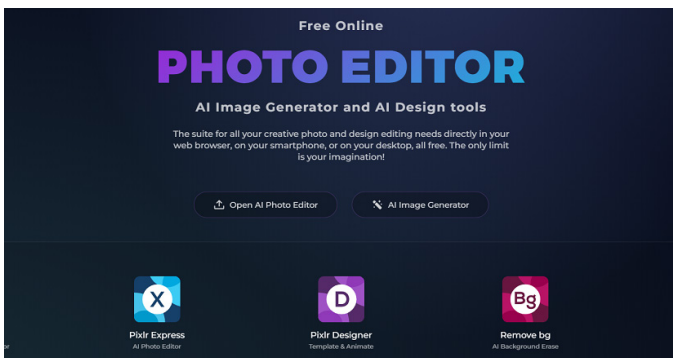 Free Online
PHOTO EDITOR
AI Image Generator and AI Design tools
The suite for all your creative photo and design editing needs directly in your
web browser, on your smartphone, or on your desktop, all free. The only limit
is your imagination!
Open AI Photo Editor
AI Image Generator
X
D
Bg
Pixlr Express
Pixlr Designer
Remove bg
AI Photo Editor
Template & Animate
AI Background Erase